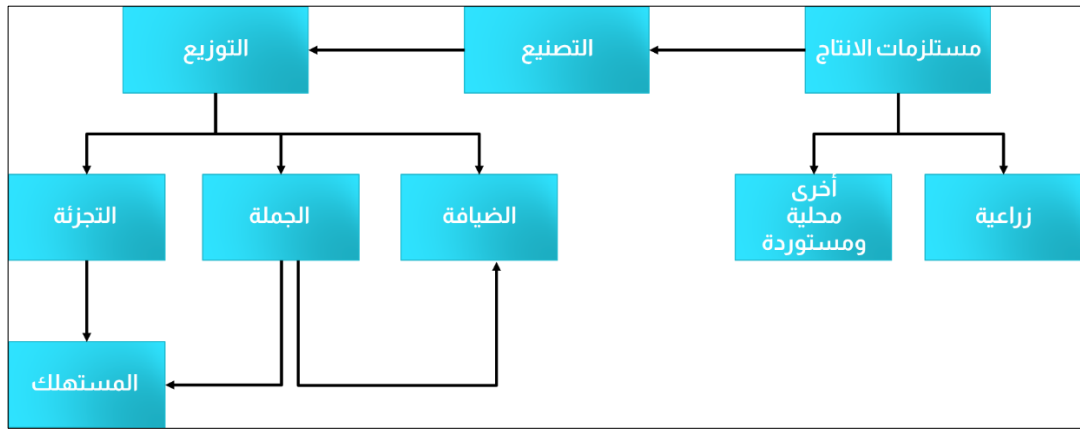 مستلزمات الانتاج
التصنيع
التوزيع
زراعية
أخرى
محلية
ومستوردة
الضيافة
الجملة
التجزئة
المستهلك